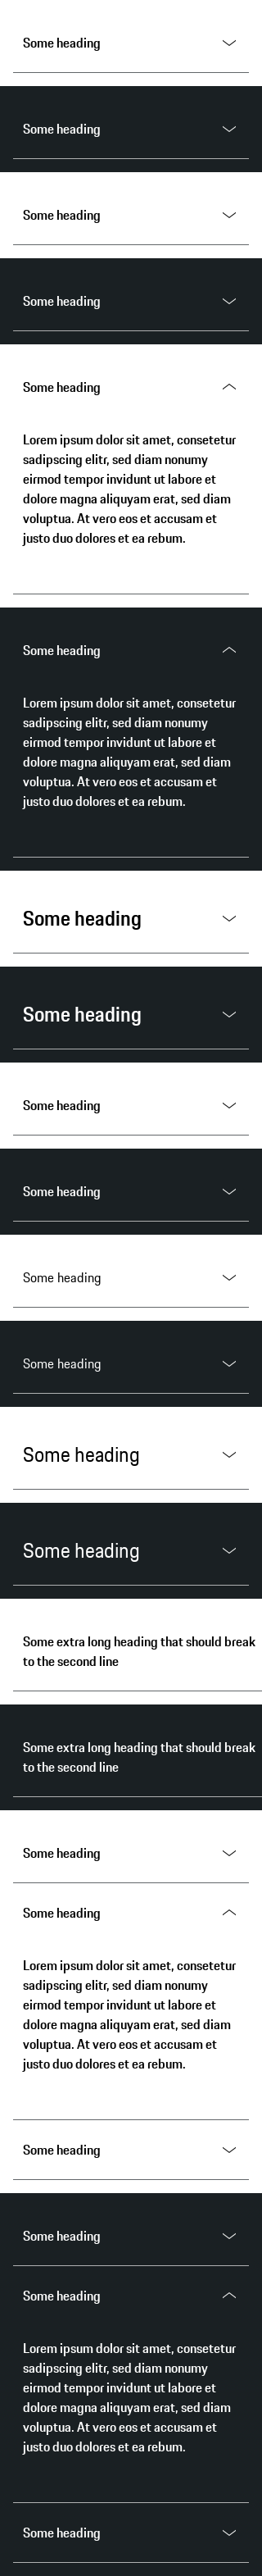 Some heading
Some heading
Some heading
Some heading
Some heading
Lorem ipsum dolor sit amet, consetetur
sadipscing elitr, sed diam nonumy
eirmod tempor invidunt ut labore et
dolore magna aliquyam erat, sed diam
voluptua. At vero eos et accusam et
justo duo dolores et ea rebum.
Some heading
Lorem ipsum dolor sit amet, consetetur
sadipscing elitr, sed diam nonumy
eirmod tempor invidunt ut labore et
dolore magna aliquyam erat, sed diam
voluptua. At vero eos et accusam et
justo duo dolores et ea rebum.
Some heading
Some heading
Some heading
Some heading
Some heading
Some heading
Some heading
Some heading
Some extra long heading that should break
to the second line
Some extra long heading that should break
to the second line
Some heading
Some heading
Lorem ipsum dolor sit amet, consetetur
sadipscing elitr, sed diam nonumy
eirmod tempor invidunt ut labore et
dolore magna aliquyam erat, sed diam
voluptua. At vero eos et accusam et
justo duo dolores et ea rebum.
Some heading
Some heading
Some heading
Lorem ipsum dolor sit amet, consetetur
sadipscing elitr, sed diam nonumy
eirmod tempor invidunt ut labore et
dolore magna aliquyam erat, sed diam
voluptua. At vero eos et accusam et
justo duo dolores et ea rebum.
Some heading